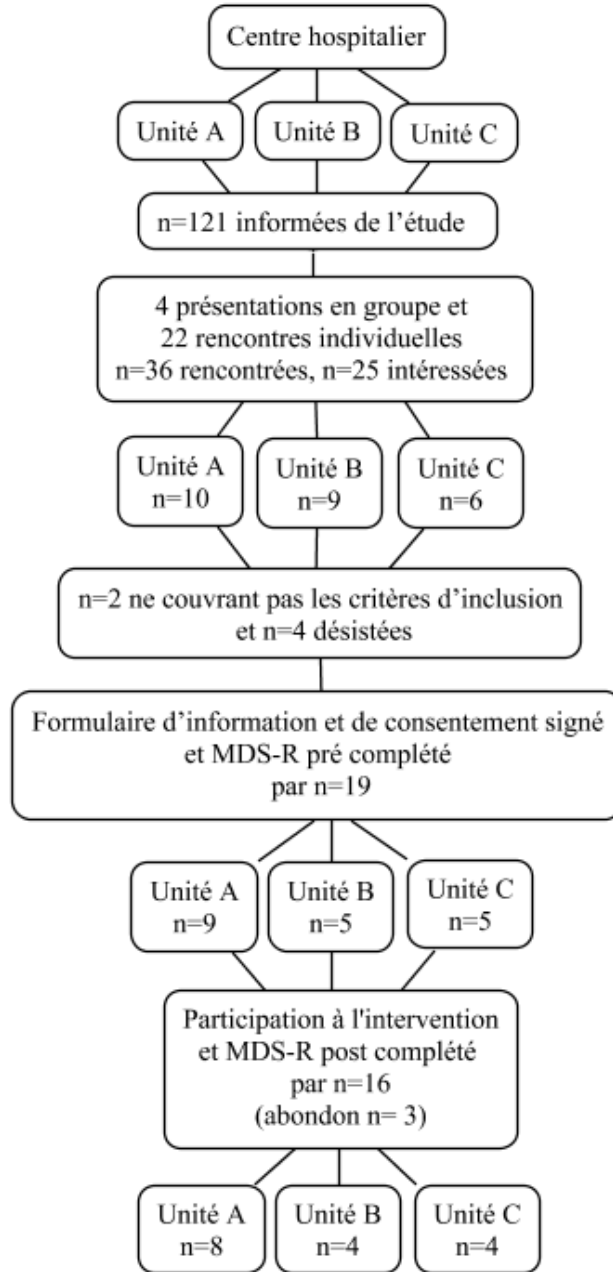 Centre hospitalier
Unité A
Unité B
Unité C
n=121 informées de l'étude
4 présentations en groupe et
22 rencontres individuelles
n=36 rencontrées, n=25 intéressées
Unité A
n=10
Unité B
n=9
Unité C
n=6
n=2 ne couvrant pas les critères d'inclusion
et n=4 désistées
Formulaire d'information et de consentement signé
et MDS-R pré complété
par n=19
Unité A
n=9
Unité B
n=5
Unité C
n=5
Participation à l'intervention
et MDS-R post complété
par n=16
(abondon n= 3)
Unité A
n=8
Unité B
n=4
Unité C
n=4